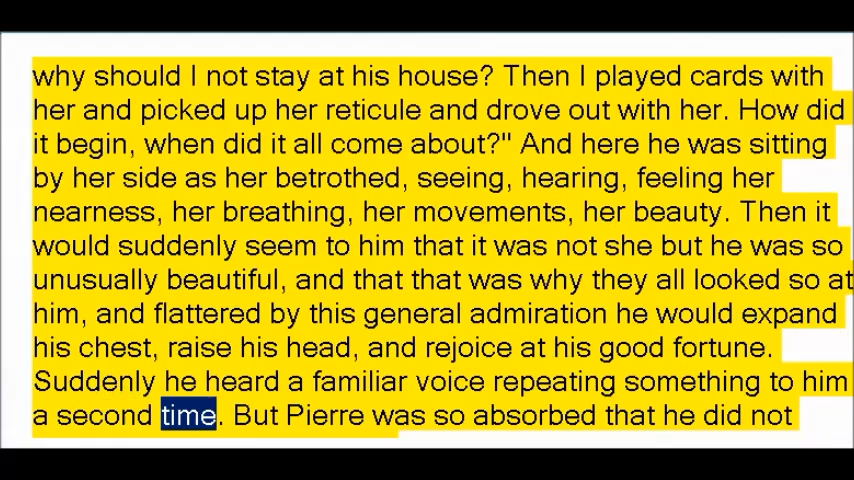 why should I not stay at his house? Then I played cards with
her and picked up her reticule and drove out with her. How did
it begin, when did it all come about?" And here he was sitting
by her side as her betrothed, seeing, hearing, feeling her
nearness, her breathing, her movements, her beauty. Then it
would suddenly seem to him that it was not she but he was so
unusually beautiful, and that that was why they all looked so at
him, and flattered by this general admiration he would expand
his chest, raise his head, and rejoice at his good fortune.
Suddenly he heard a familiar voice repeating something to him
a second time. But Pierre was so absorbed that he did not